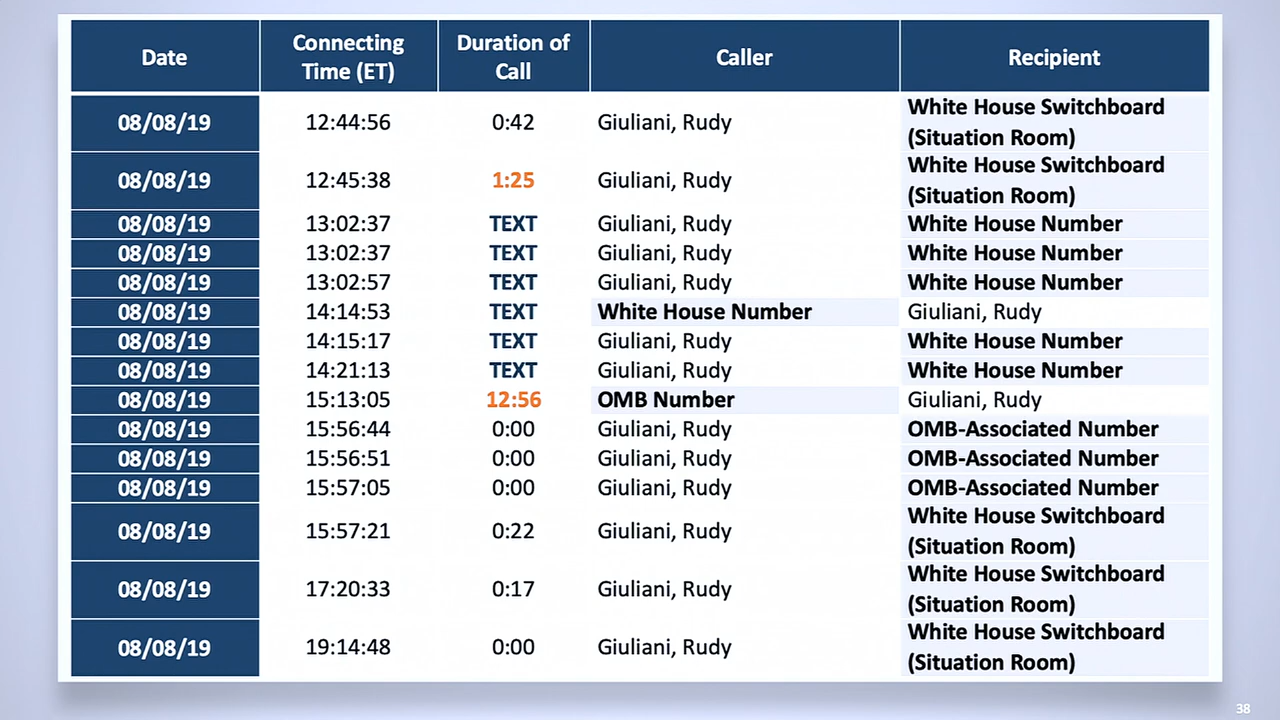 Date Connecting Time (ET) Duration of Call Caller Recipient
08/08/19 12:44:56 0:42 Giuliani, Rudy White House Switchboard (Situation Room)
08/08/19 12:45:38 1:25 Giuliani, Rudy White House Switchboard (Situation Room)
08/08/19 13:02:37 TEXT Giuliani, Rudy White House Number
08/08/19 13:02:37 TEXT Giuliani, Rudy White House Number
08/08/19 13:02:57 TEXT Giuliani, Rudy White House Number
08/08/19 14:14:53 TEXT White House Number Giuliani, Rudy
08/08/19 14:15:17 TEXT Giuliani, Rudy White House Number
08/08/19 14:21:13 TEXT Giuliani, Rudy White House Number
08/08/19 15:13:05 12:56 OMB Number Giuliani, Rudy
08/08/19 15:56:44 0:00 Giuliani, Rudy OMB-Associated Number
08/08/19 15:56:51 0:00 Giuliani, Rudy OMB-Associated Number
08/08/19 15:57:05 0:00 Giuliani, Rudy OMB-Associated Number
08/08/19 15:57:21 0:22 Giuliani, Rudy White House Switchboard (Situation Room)
08/08/19 17:20:33 0:17 Giuliani, Rudy White House Switchboard (Situation Room)
08/08/19 19:14:48 0:00 Giuliani, Rudy White House Switchboard (Situation Room)
38